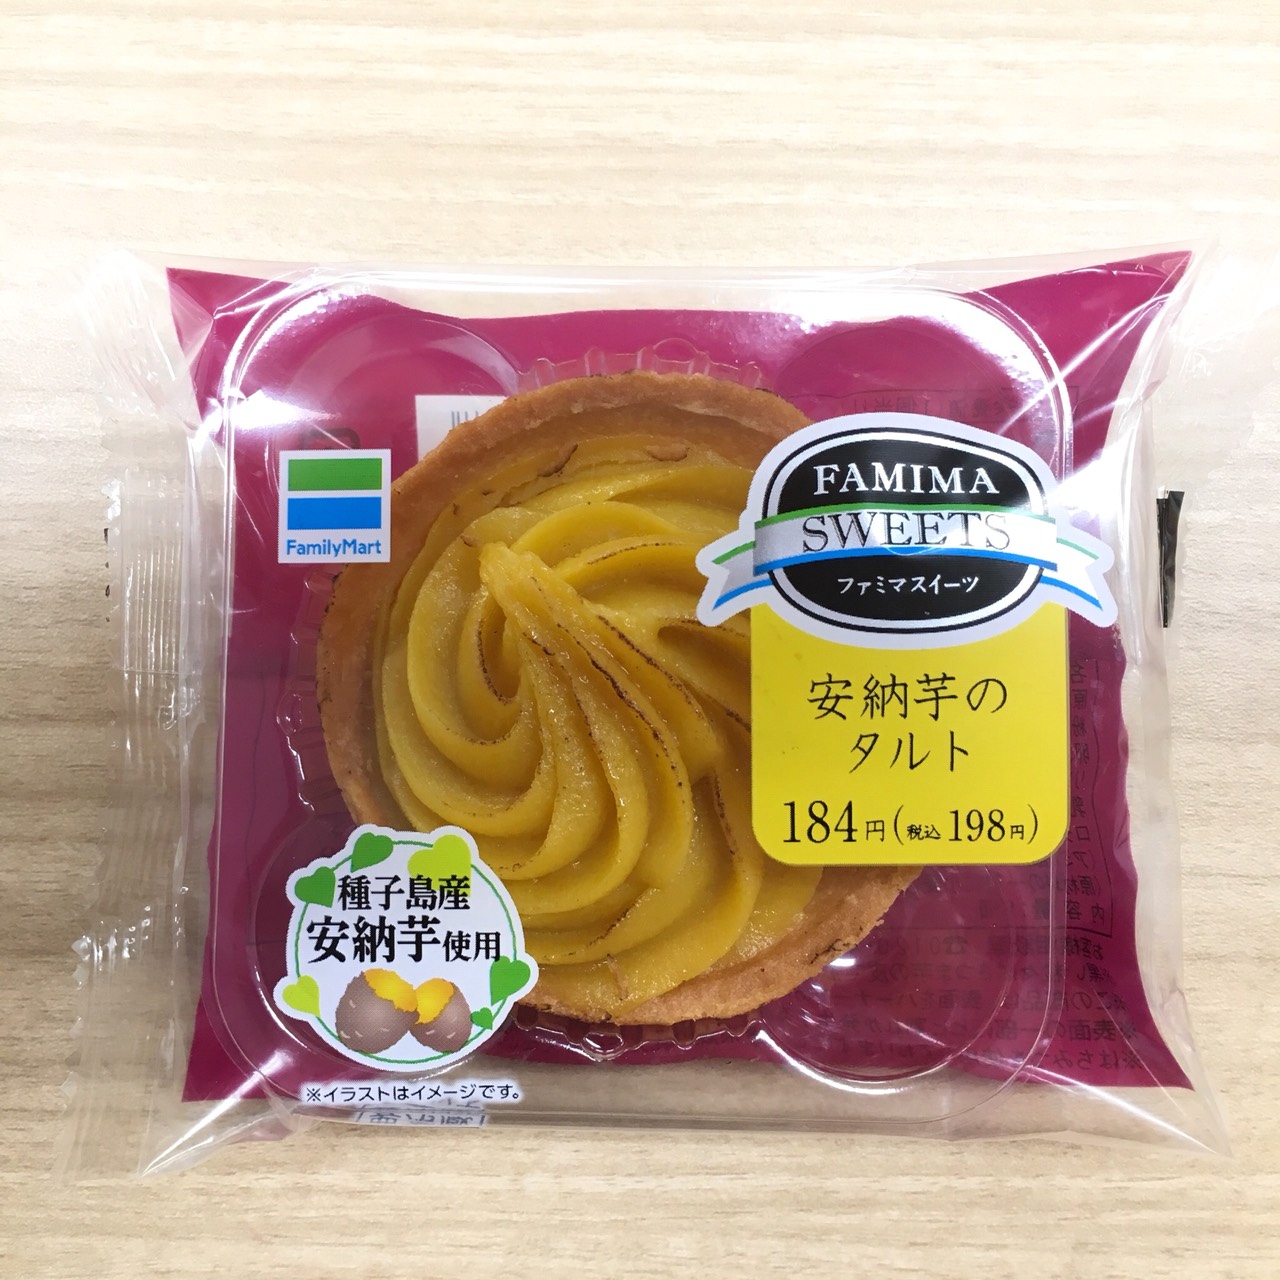 FamilyMart
FAMIMA
SWEETS
ファミマスイーツ
安納芋の
タルト
184円(税込 198円)
種子島産
安納芋使用
※イラストはイメージです。